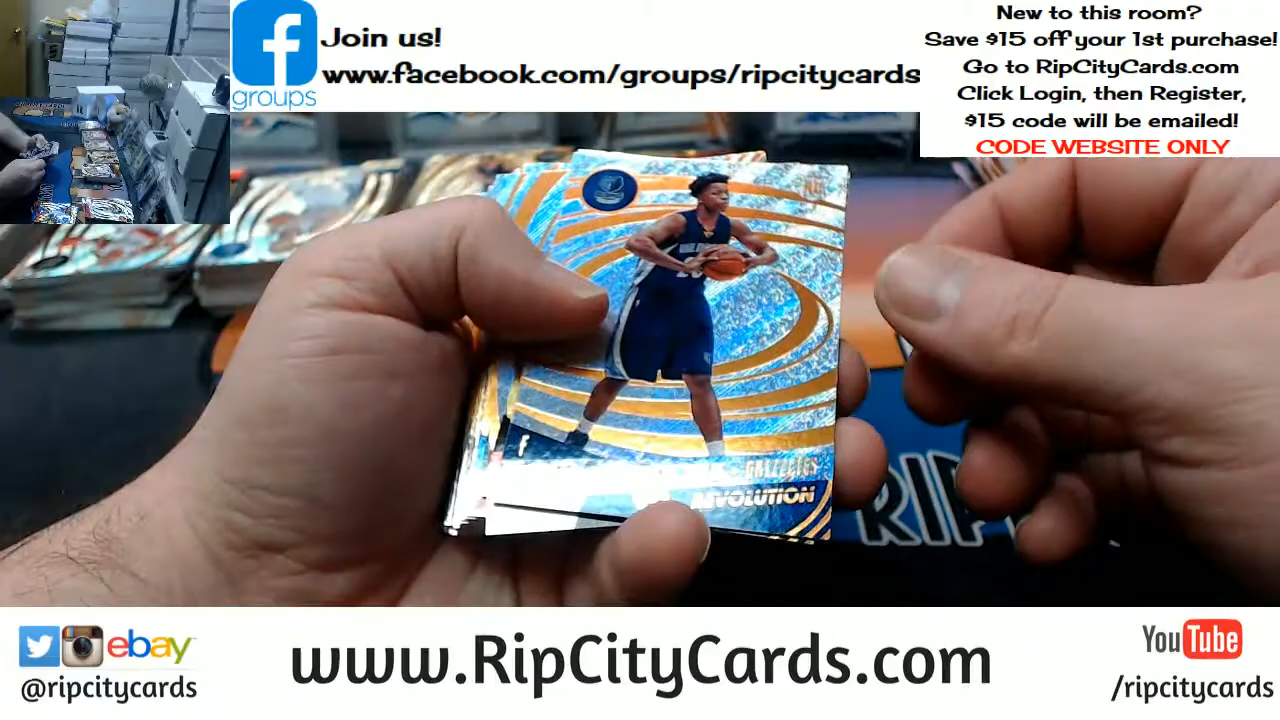 Join us!
www.facebook.com/groups/ripcitycards
groups
New to this room?
Save $15 off your 1st purchase!
Go to RipCityCards.com
Click Login, then Register,
$15 code will be emailed!
CODE WEBSITE ONLY
GRIZZLIES
REVOLUTION
RIP
ebay
@ripcitycards
www.RipCityCards.com
YouTube
/ripcitycards